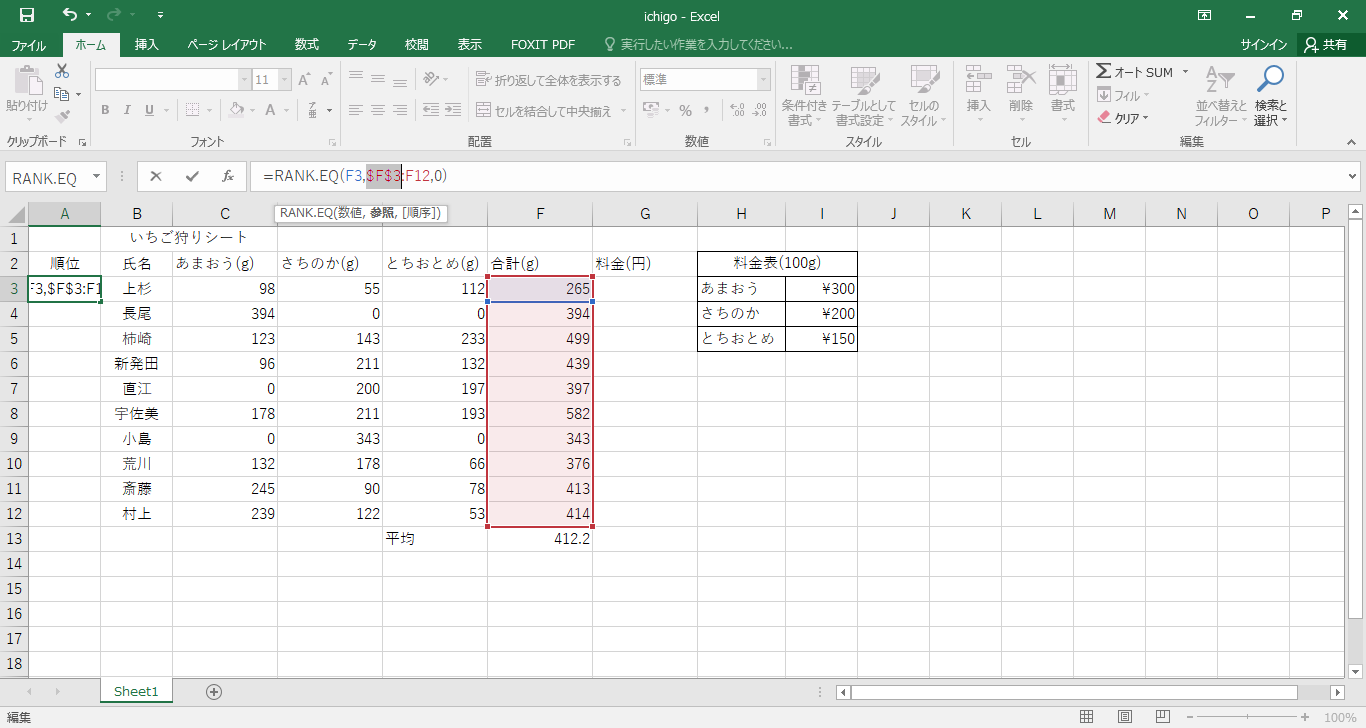 ichigo - Excel
ファイル ホーム 挿入 ページ レイアウト 数式 データ 校閲 表示 FOXIT PDF 実行したい作業を入力してください... サインイン 共有
貼り付け 11 折り返して全体を表示する 標準 条件付き 書式 テーブルとして 書式設定 セルの スタイル 挿入 削除 書式 Σ オート SUM 並べ替えと フィルター 検索と 選択
B I U A 亜 セルを結合して中央揃え % , フィル
クリア
クリップボード フォント 配置 数値 スタイル セル 編集
RANK.EQ fx =RANK.EQ(F3,$F$3:F12,0)
RANK.EQ(数値, 参照, [順序])
A B C F G H I J K L M N O P
1 いちご狩りシート
2 順位 氏名 あまおう(g) さちのか(g) とちおとめ(g) 合計(g) 料金(円) 料金表(100g)
3 F3,$F$3:F1 上杉 98 55 112 265 あまおう ¥300
4 長尾 394 0 0 394 さちのか ¥200
5 柿崎 123 143 233 499 とちおとめ ¥150
6 新発田 96 211 132 439
7 直江 0 200 197 397
8 宇佐美 178 211 193 582
9 小島 0 343 0 343
10 荒川 132 178 66 376
11 斎藤 245 90 78 413
12 村上 239 122 53 414
13 平均 412.2
14
15
16
17
18
Sheet1
編集 100%